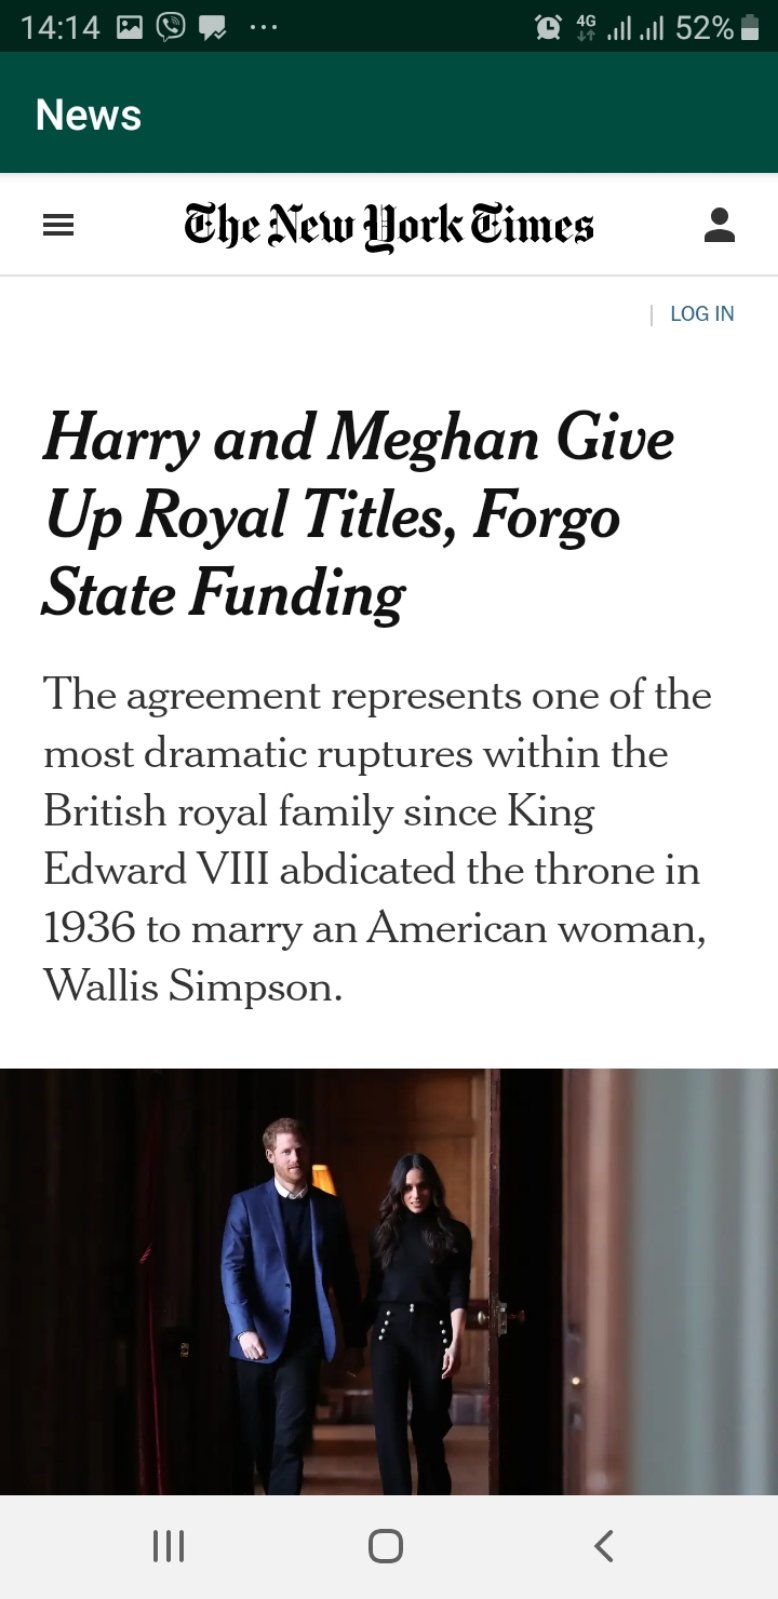 14:14 ... 4G 52%
News
The New York Times
| LOG IN
Harry and Meghan Give
Up Royal Titles, Forgo
State Funding
The agreement represents one of the
most dramatic ruptures within the
British royal family since King
Edward VIII abdicated the throne in
1936 to marry an American woman,
Wallis Simpson.